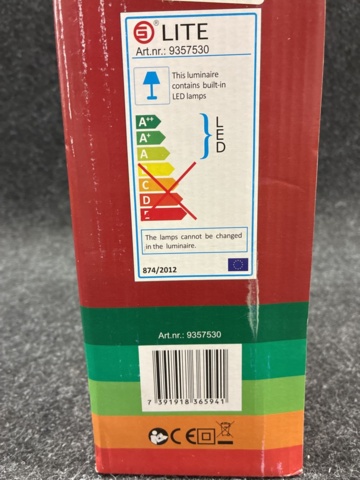 LITE
Art.nr.: 9357530
This luminaire
contains built-in
LED lamps
A++
A+
A
C
D
E
LED
The lamps cannot be changed
in the luminaire.
874/2012
Art.nr.: 9357530
7 391918 365941
CE